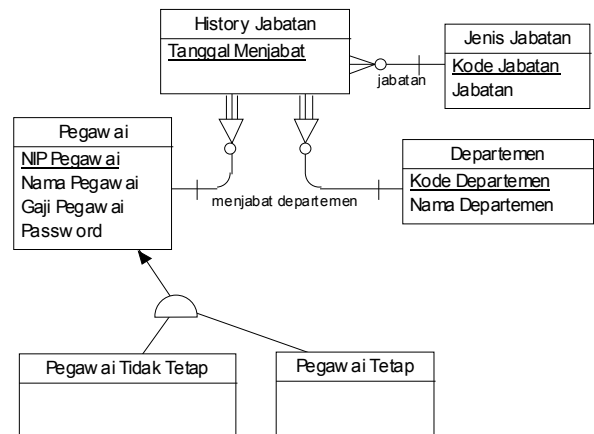 History Jabatan
Tanggal Menjabat
Jenis Jabatan
Kode Jabatan
Jabatan
jabatan
Pegawai
NIP Pegawai
Nama Pegawai
Gaji Pegawai
Password
menjabat departemen
Departemen
Kode Departemen
Nama Departemen
Pegawai Tidak Tetap
Pegawai Tetap